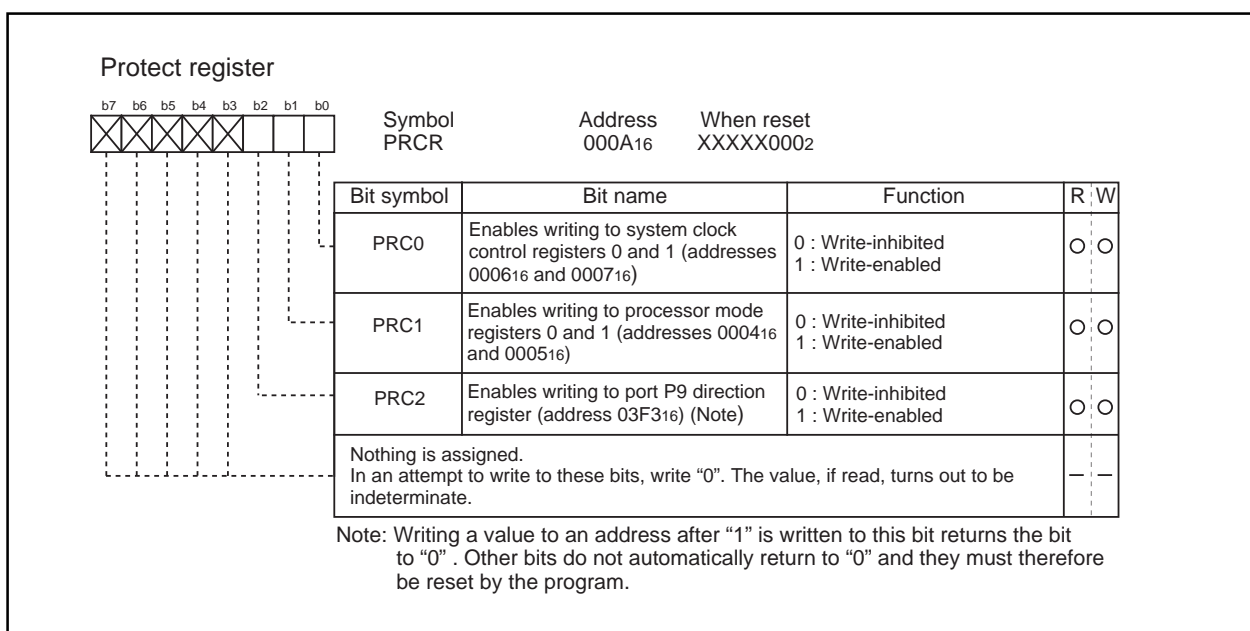 Protect register
b7 b6 b5 b4 b3 b2 b1 b0
Symbol Address When reset
PRCR 000A16 XXXXX0002
Bit symbol Bit name Function R W
PRC0
Enables writing to system clock
control registers 0 and 1 (addresses
000616 and 000716)
0 : Write-inhibited
1 : Write-enabled
PRC1
Enables writing to processor mode
registers 0 and 1 (addresses 000416
and 000516)
0 : Write-inhibited
1 : Write-enabled
PRC2
Enables writing to port P9 direction
register (address 03F316) (Note)
0 : Write-inhibited
1 : Write-enabled
Nothing is assigned.
In an attempt to write to these bits, write “0”. The value, if read, turns out to be
indeterminate.
Note: Writing a value to an address after “1” is written to this bit returns the bit
to “0” . Other bits do not automatically return to “0” and they must therefore
be reset by the program.